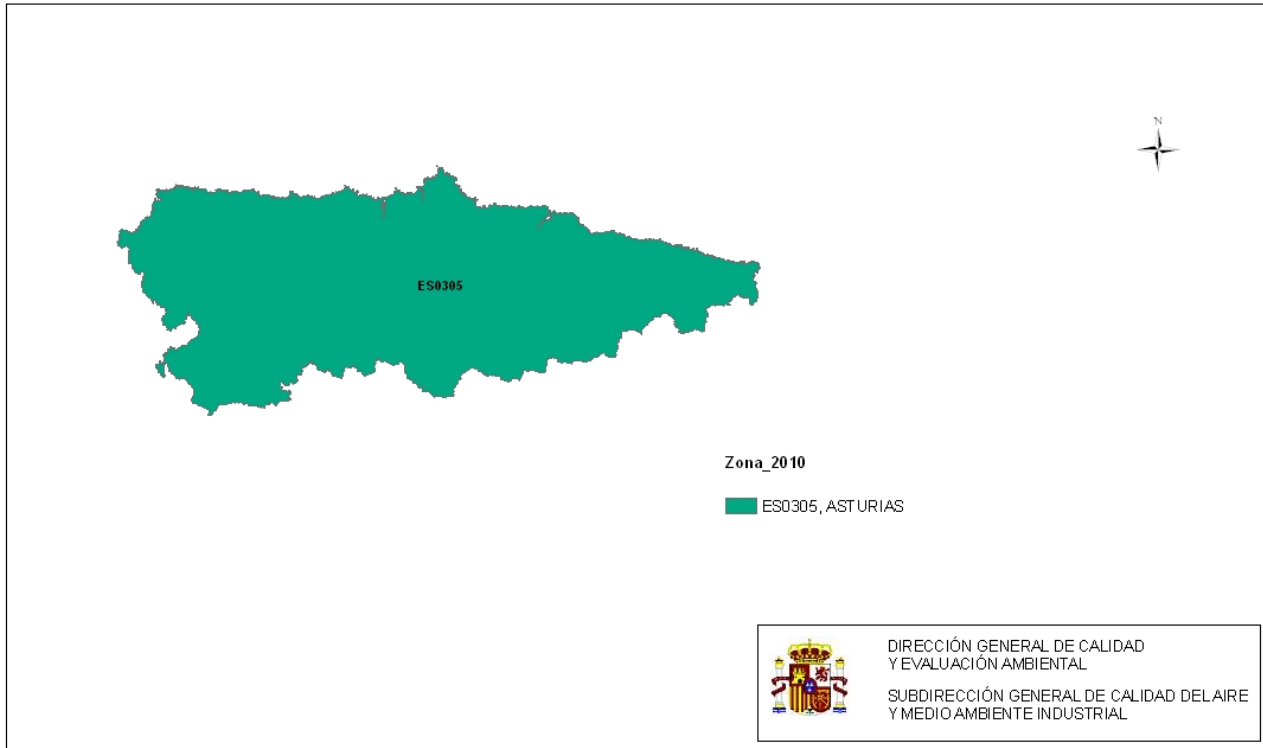 N
ES0305
Zona_2010
ES0305, ASTURIAS
DIRECCIÓN GENERAL DE CALIDAD
Y EVALUACIÓN AMBIENTAL
SUBDIRECCIÓN GENERAL DE CALIDAD DEL AIRE
Y MEDIO AMBIENTE INDUSTRIAL